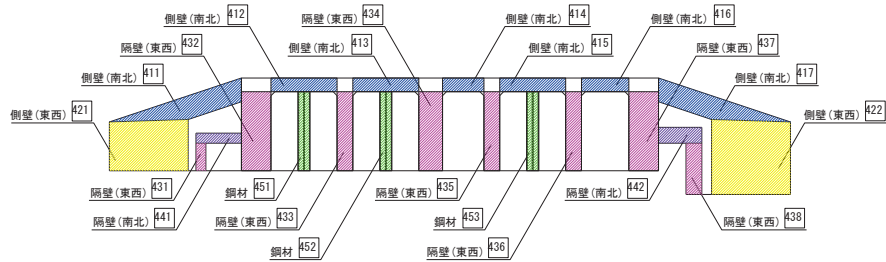 側壁(南北) 412
隔壁(東西) 434
側壁(南北) 414
側壁(南北) 416
隔壁(東西) 432
側壁(南北) 413
側壁(南北) 415
隔壁(東西) 437
側壁(南北) 411
側壁(南北) 417
側壁(東西) 421
側壁(東西) 422
隔壁(東西) 431
鋼材 451
隔壁(東西) 435
隔壁(南北) 442
隔壁(南北) 441
隔壁(東西) 433
鋼材 453
隔壁(東西) 438
鋼材 452
隔壁(東西) 436